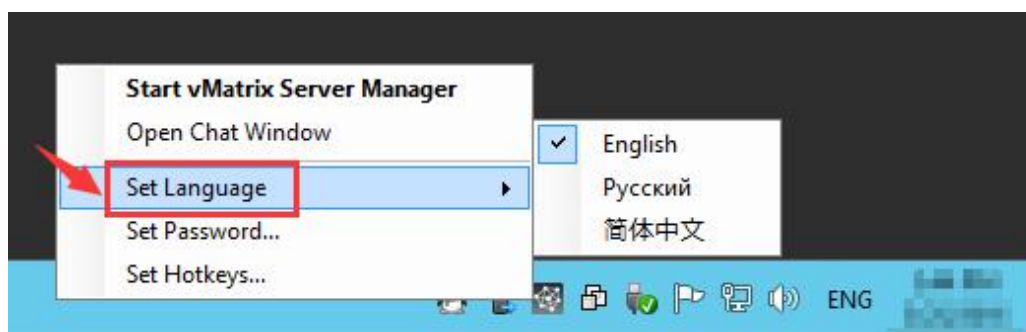 Start vMatrix Server Manager
Open Chat Window
Set Language
Set Password...
Set Hotkeys...
English
Русский
简体中文
ENG